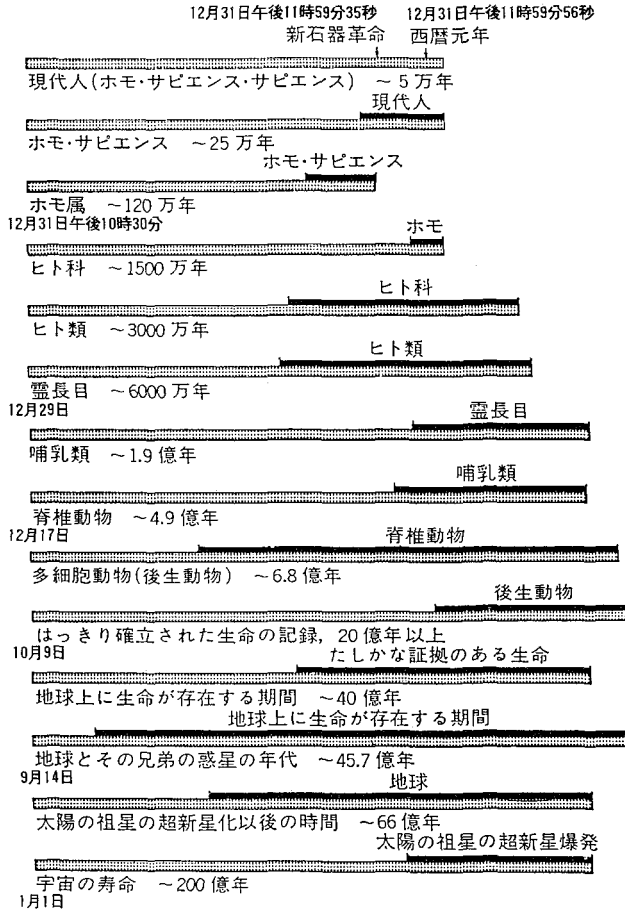 12月31日午後11時59分35秒 12月31日午後11時59分56秒
新石器革命 西暦元年
現代人(ホモ・サピエンス・サピエンス) ~5万年
現代人
ホモ・サピエンス ~25万年
ホモ・サピエンス
ホモ属 ~120万年
12月31日午後10時30分
ホモ
ヒト科 ~1500万年
ヒト科
ヒト類 ~3000万年
ヒト類
霊長目 ~6000万年
12月29日
霊長目
哺乳類 ~1.9億年
哺乳類
脊椎動物 ~4.9億年
12月17日
脊椎動物
多細胞動物(後生動物) ~6.8億年
後生動物
はっきり確立された生命の記録, 20億年以上
10月9日
たしかな証拠のある生命
地球上に生命が存在する期間 ~40億年
地球上に生命が存在する期間
地球とその兄弟の惑星の年代 ~45.7億年
9月14日
地球
太陽の祖星の超新星化以後の時間 ~66億年
太陽の祖星の超新星爆発
宇宙の寿命 ~200億年
1月1日